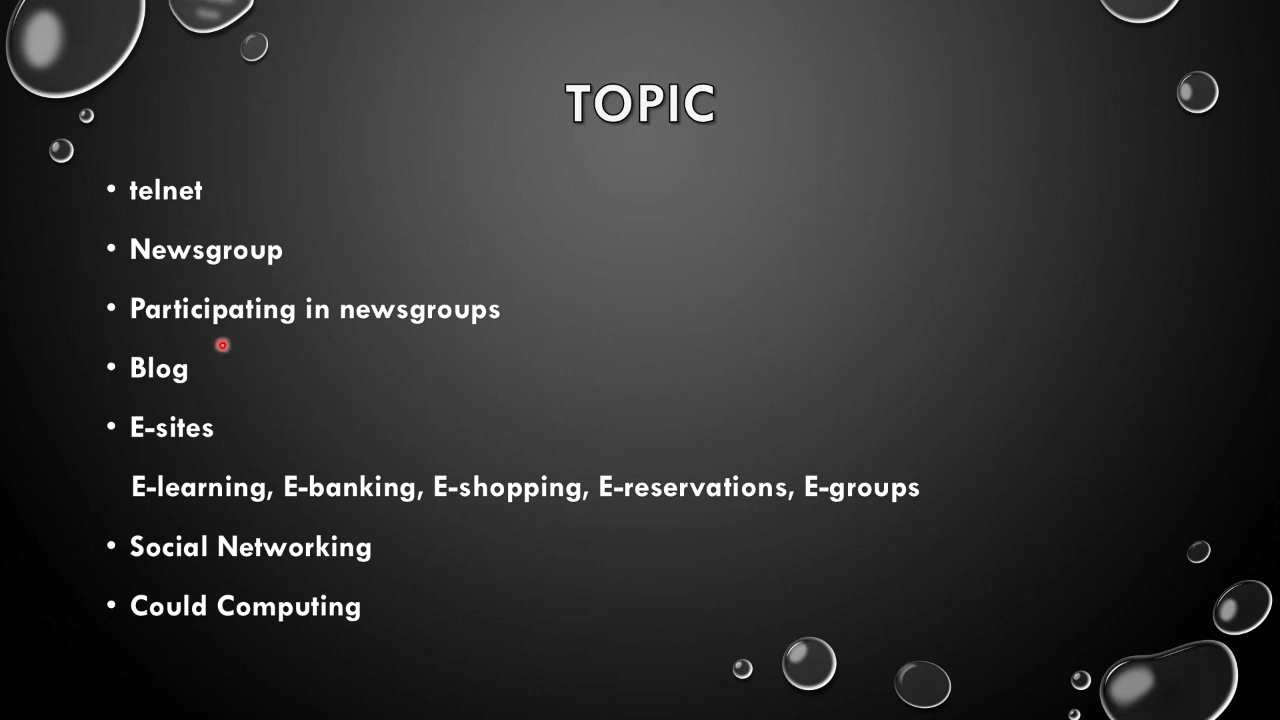 TOPIC
• telnet
• Newsgroup
• Participating in newsgroups
• Blog
• E-sites
E-learning, E-banking, E-shopping, E-reservations, E-groups
• Social Networking
• Could Computing